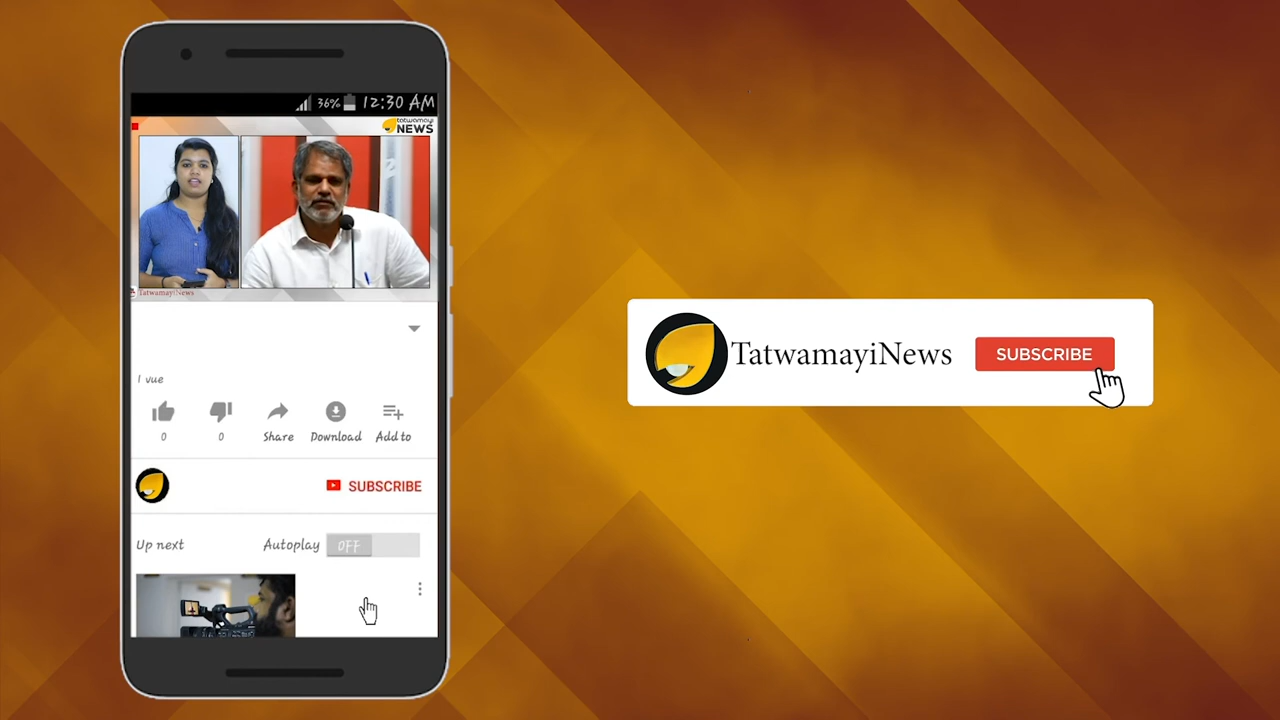 36% 12:30 AM
tatwamayi
NEWS
TatwamayiNews
1 vue
0
0
Share
Download
Add to
SUBSCRIBE
Up next
Autoplay
OFF
TatwamayiNews
SUBSCRIBE